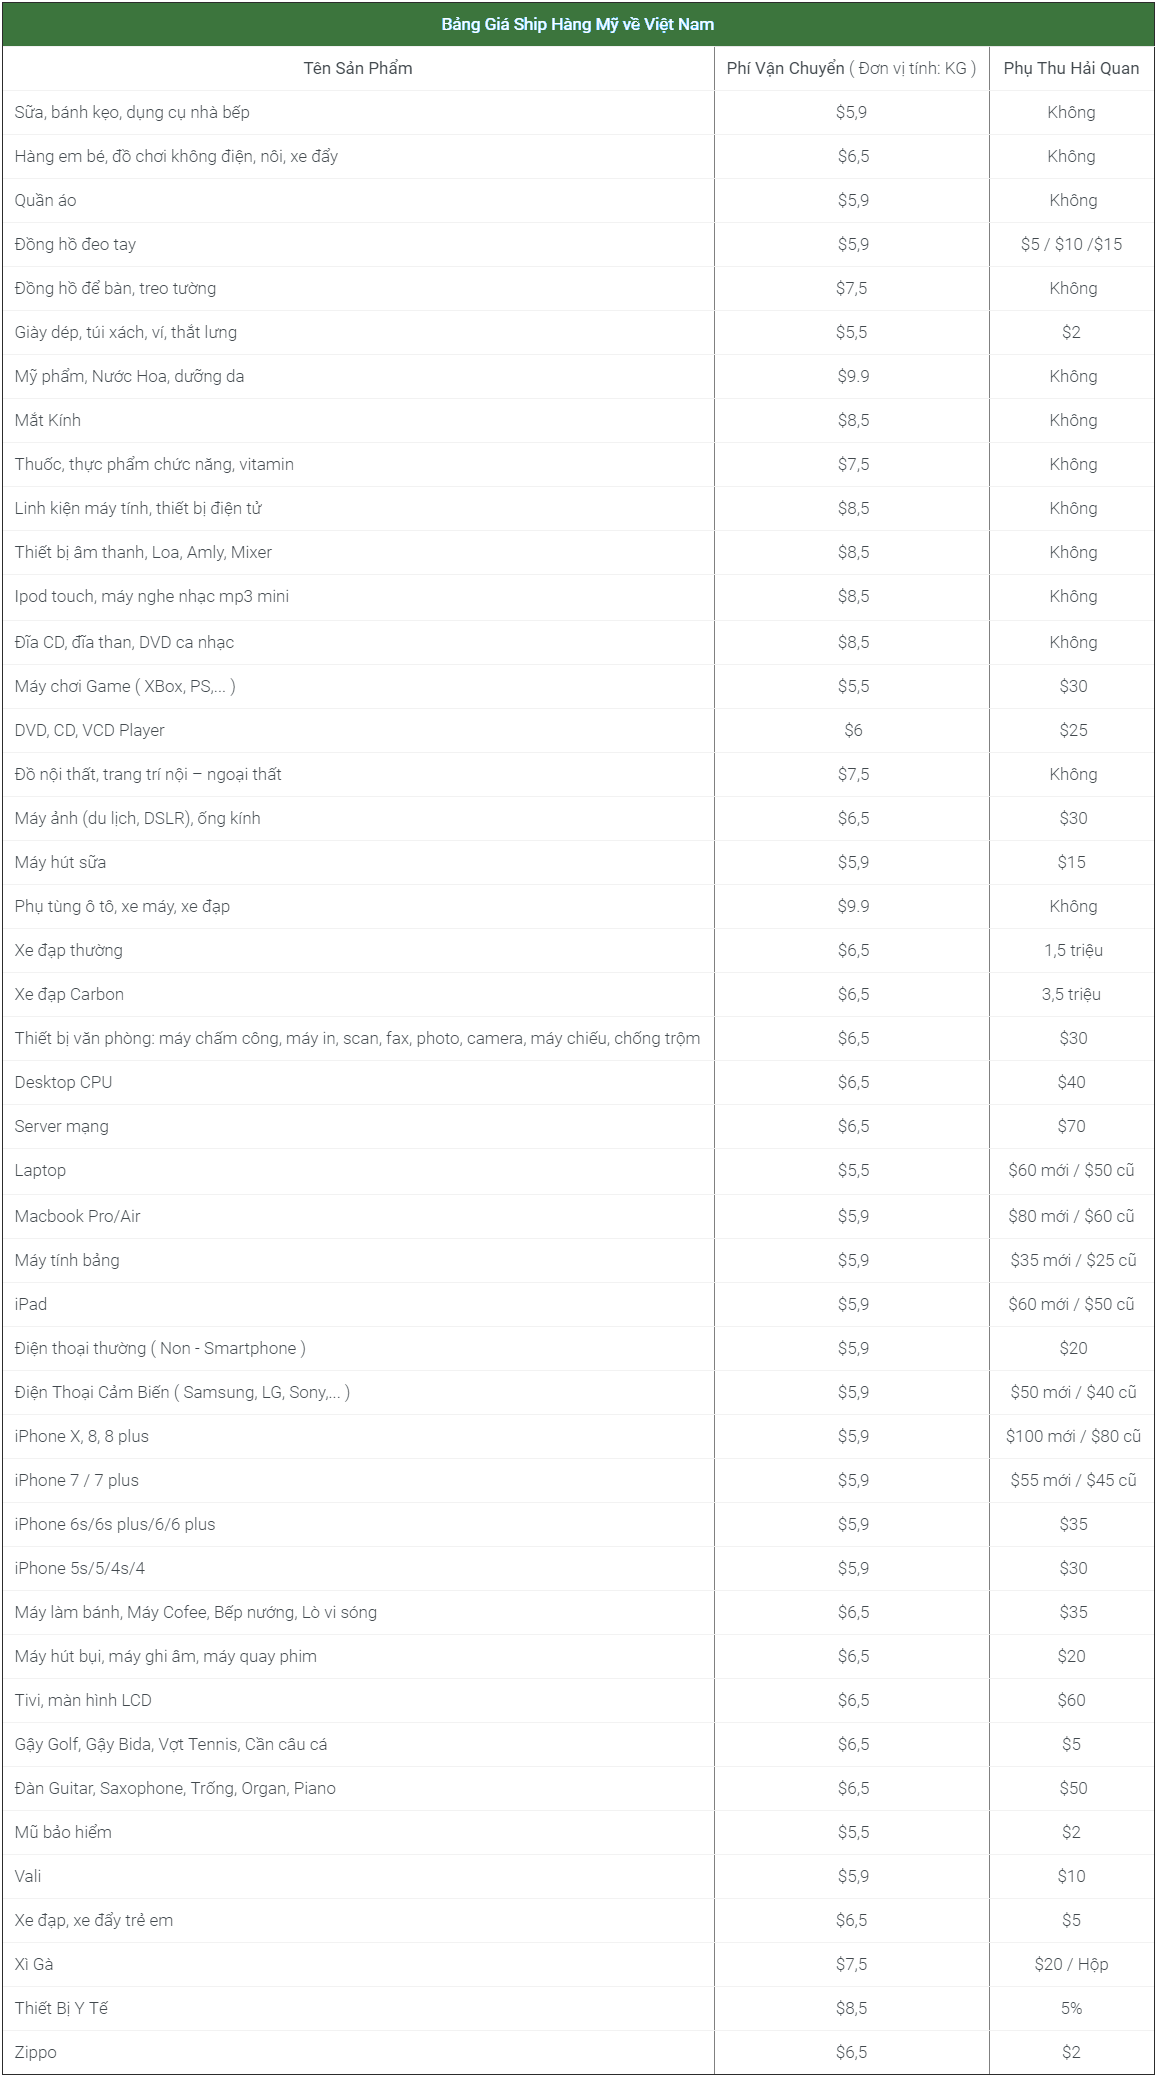 Bảng Giá Ship Hàng Mỹ về Việt Nam
Tên Sản Phẩm Phí Vận Chuyển ( Đơn vị tính: KG ) Phụ Thu Hải Quan
Sữa, bánh kẹo, dụng cụ nhà bếp $5,9 Không
Hàng em bé, đồ chơi không điện, nôi, xe đẩy $6,5 Không
Quần áo $5,9 Không
Đồng hồ đeo tay $5,9 $5 / $10 /$15
Đồng hồ để bàn, treo tường $7,5 Không
Giày dép, túi xách, ví, thắt lưng $5,5 $2
Mỹ phẩm, Nước Hoa, dưỡng da $9.9 Không
Mắt Kính $8,5 Không
Thuốc, thực phẩm chức năng, vitamin $7,5 Không
Linh kiện máy tính, thiết bị điện tử $8,5 Không
Thiết bị âm thanh, Loa, Amly, Mixer $8,5 Không
Ipod touch, máy nghe nhạc mp3 mini $8,5 Không
Đĩa CD, đĩa than, DVD ca nhạc $8,5 Không
Máy chơi Game ( XBox, PS,... ) $5,5 $30
DVD, CD, VCD Player $6 $25
Đồ nội thất, trang trí nội – ngoại thất $7,5 Không
Máy ảnh (du lịch, DSLR), ống kính $6,5 $30
Máy hút sữa $5,9 $15
Phụ tùng ô tô, xe máy, xe đạp $9.9 Không
Xe đạp thường $6,5 1,5 triệu
Xe đạp Carbon $6,5 3,5 triệu
Thiết bị văn phòng: máy chấm công, máy in, scan, fax, photo, camera, máy chiếu, chống trộm $6,5 $30
Desktop CPU $6,5 $40
Server mạng $6,5 $70
Laptop $5,5 $60 mới / $50 cũ
Macbook Pro/Air $5,9 $80 mới / $60 cũ
Máy tính bảng $5,9 $35 mới / $25 cũ
iPad $5,9 $60 mới / $50 cũ
Điện thoại thường ( Non - Smartphone ) $5,9 $20
Điện Thoại Cảm Biến ( Samsung, LG, Sony,... ) $5,9 $50 mới / $40 cũ
iPhone X, 8, 8 plus $5,9 $100 mới / $80 cũ
iPhone 7 / 7 plus $5,9 $55 mới / $45 cũ
iPhone 6s/6s plus/6/6 plus $5,9 $35
iPhone 5s/5/4s/4 $5,9 $30
Máy làm bánh, Máy Cofee, Bếp nướng, Lò vi sóng $6,5 $35
Máy hút bụi, máy ghi âm, máy quay phim $6,5 $20
Tivi, màn hình LCD $6,5 $60
Gậy Golf, Gậy Bida, Vợt Tennis, Cần câu cá $6,5 $5
Đàn Guitar, Saxophone, Trống, Organ, Piano $6,5 $50
Mũ bảo hiểm $5,5 $2
Vali $5,9 $10
Xe đạp, xe đẩy trẻ em $6,5 $5
Xì Gà $7,5 $20 / Hộp
Thiết Bị Y Tế $8,5 5%
Zippo $6,5 $2